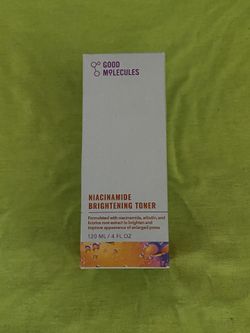 GOOD
MOLECULES
NIACINAMIDE
BRIGHTENING TONER
Formulated with niacinamide, arbutin, and
licorice root extract to brighten and
improve appearance of enlarged pores
120 ML / 4 FL OZ